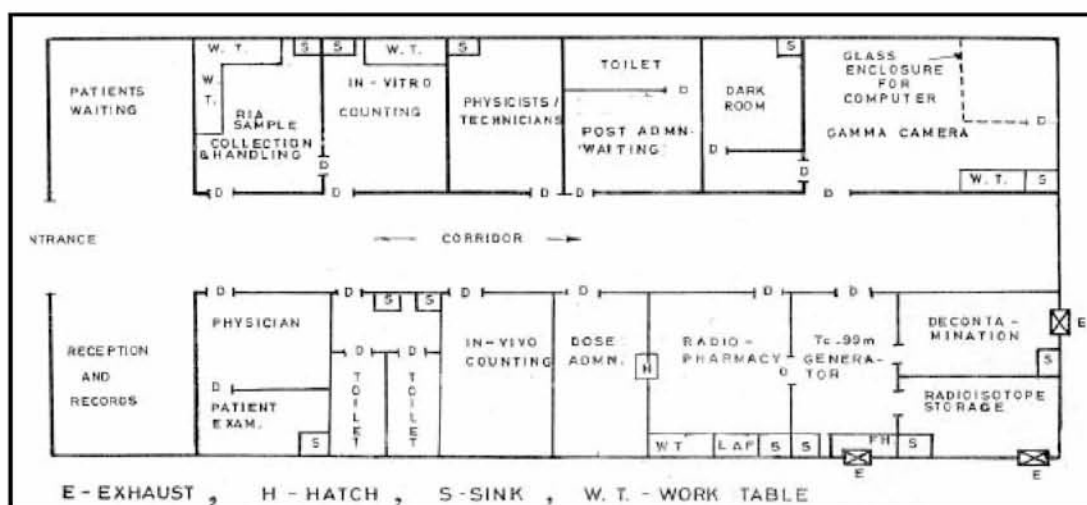 W. T.
S
S
W. T.
S
S
PATIENTS
WAITING
W.
T.
RIA
SAMPLE
COLLECTION
& HANDLING
IN-VITRO
COUNTING
PHYSICISTS/
TECHNICIANS
TOILET
D
POST ADMN-
'WAITING'
DARK
ROOM
D
GLASS
ENCLOSURE
FOR
COMPUTER
D
GAMMA CAMERA
W. T.
S
D
D
D
D
D
D
D
D
NTRANCE
CORRIDOR
D
D
D
D
D
D
RECEPTION
AND
RECORDS
PHYSICIAN
D
PATIENT
EXAM.
S
S
S
D
D
TOILET
TOILET
IN-VIVO
COUNTING
DOSE
ADMN.
H
RADIO-
PHARMACY
D
W T
LAF
S
S
Tc-99m
GENERA-
TOR
FH
S
DECONTA-
MINATION
S
E
RADIOISOTOPE
STORAGE
E
E
E-EXHAUST, H-HATCH, S-SINK, W. T.-WORK TABLE